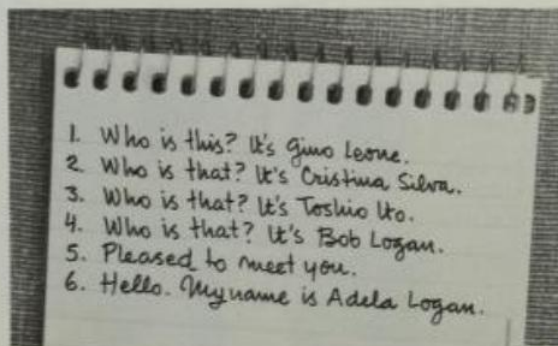 1. Who is this? It's Gino Leone.
2. Who is that? It's Cristina Silva.
3. Who is that? It's Toshio Ito.
4. Who is that? It's Bob Logan.
5. Pleased to meet you.
6. Hello. My name is Adela Logan.